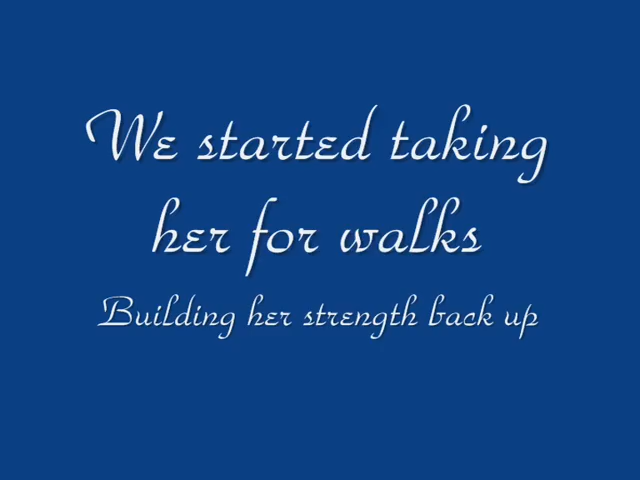 We started taking
her for walks
Building her strength back up